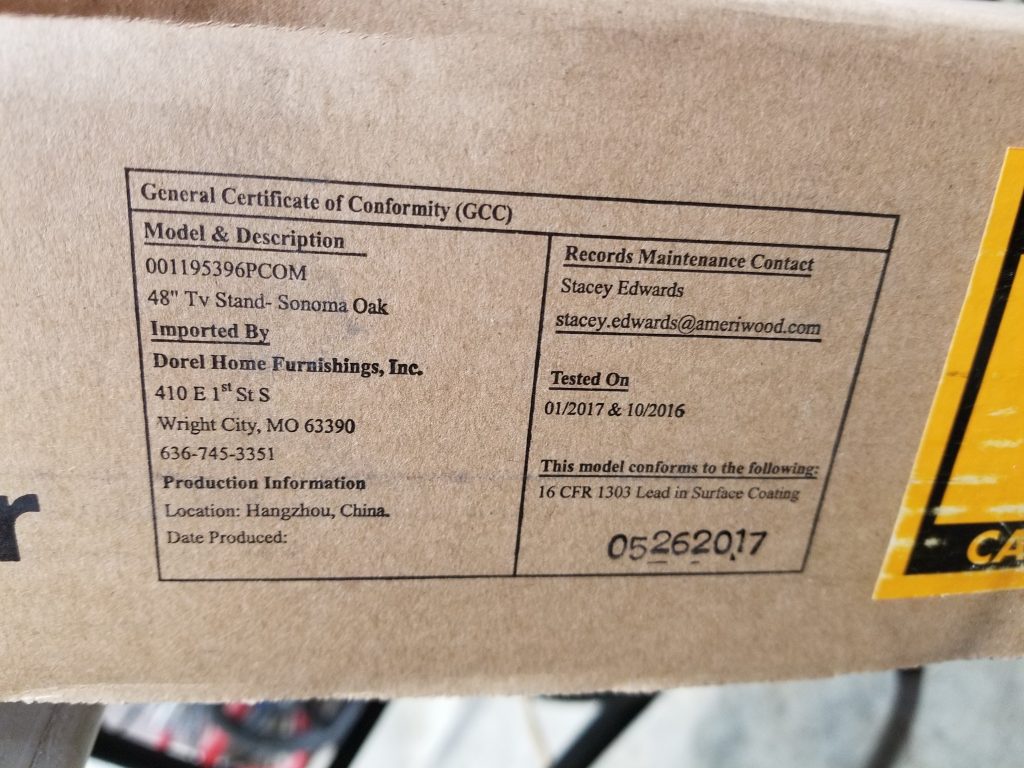 General Certificate of Conformity (GCC)
Model & Description
001195396PCOM
48" Tv Stand- Sonoma Oak
Imported By
Dorel Home Furnishings, Inc.
410 E 1st St S
Wright City, MO 63390
636-745-3351
Production Information
Location: Hangzhou, China.
Date Produced:
Records Maintenance Contact
Stacey Edwards
stacey.edwards@ameriwood.com
Tested On
01/2017 & 10/2016
This model conforms to the following:
16 CFR 1303 Lead in Surface Coating
05262017
r
CA